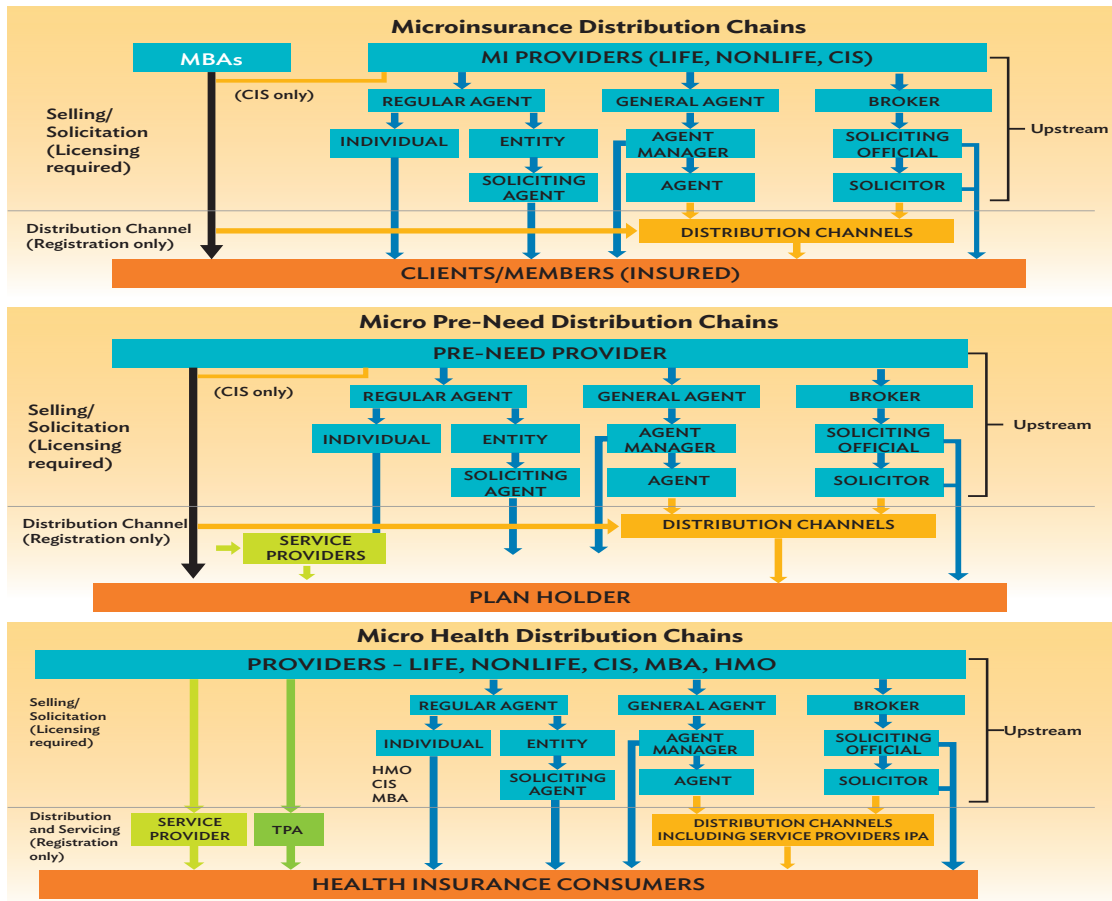 Microinsurance Distribution Chains
MBAs
MI PROVIDERS (LIFE, NONLIFE, CIS)
(CIS only)
Selling/
Solicitation
(Licensing
required)
REGULAR AGENT
GENERAL AGENT
BROKER
INDIVIDUAL
ENTITY
AGENT
MANAGER
SOLICITING
OFFICIAL
SOLICITING
AGENT
AGENT
SOLICITOR
Upstream
Distribution Channel
(Registration only)
DISTRIBUTION CHANNELS
CLIENTS/MEMBERS (INSURED)
Micro Pre-Need Distribution Chains
PRE-NEED PROVIDER
(CIS only)
Selling/
Solicitation
(Licensing
required)
REGULAR AGENT
GENERAL AGENT
BROKER
INDIVIDUAL
ENTITY
AGENT
MANAGER
SOLICITING
OFFICIAL
SOLICITING
AGENT
AGENT
SOLICITOR
Upstream
Distribution Channel
(Registration only)
DISTRIBUTION CHANNELS
SERVICE
PROVIDERS
PLAN HOLDER
Micro Health Distribution Chains
PROVIDERS - LIFE, NONLIFE, CIS, MBA, HMO
Selling/
Solicitation
(Licensing
required)
REGULAR AGENT
GENERAL AGENT
BROKER
INDIVIDUAL
ENTITY
AGENT
MANAGER
SOLICITING
OFFICIAL
HMO
CIS
MBA
SOLICITING
AGENT
AGENT
SOLICITOR
Upstream
Distribution
and Servicing
(Registration
only)
SERVICE
PROVIDER
TPA
DISTRIBUTION CHANNELS
INCLUDING SERVICE PROVIDERS IPA
HEALTH INSURANCE CONSUMERS